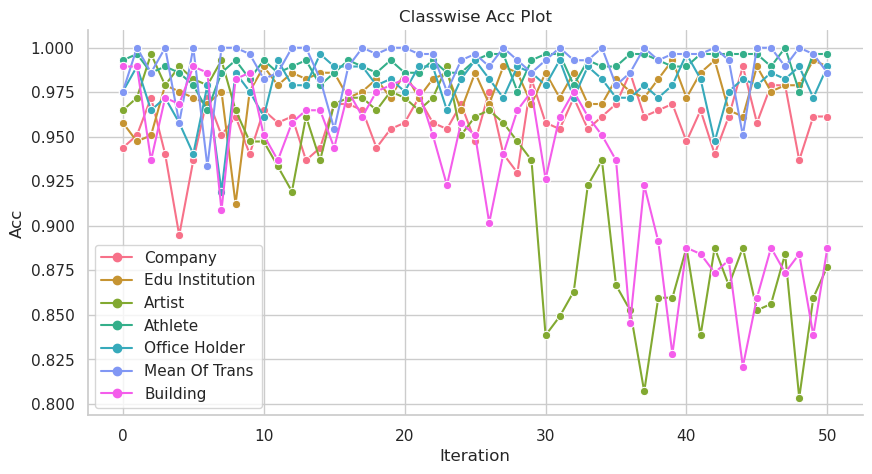 Classwise Acc Plot
Acc
1.000
0.975
0.950
0.925
0.900
0.875
0.850
0.825
0.800
Company
Edu Institution
Artist
Athlete
Office Holder
Mean Of Trans
Building
0 10 20 30 40 50
Iteration